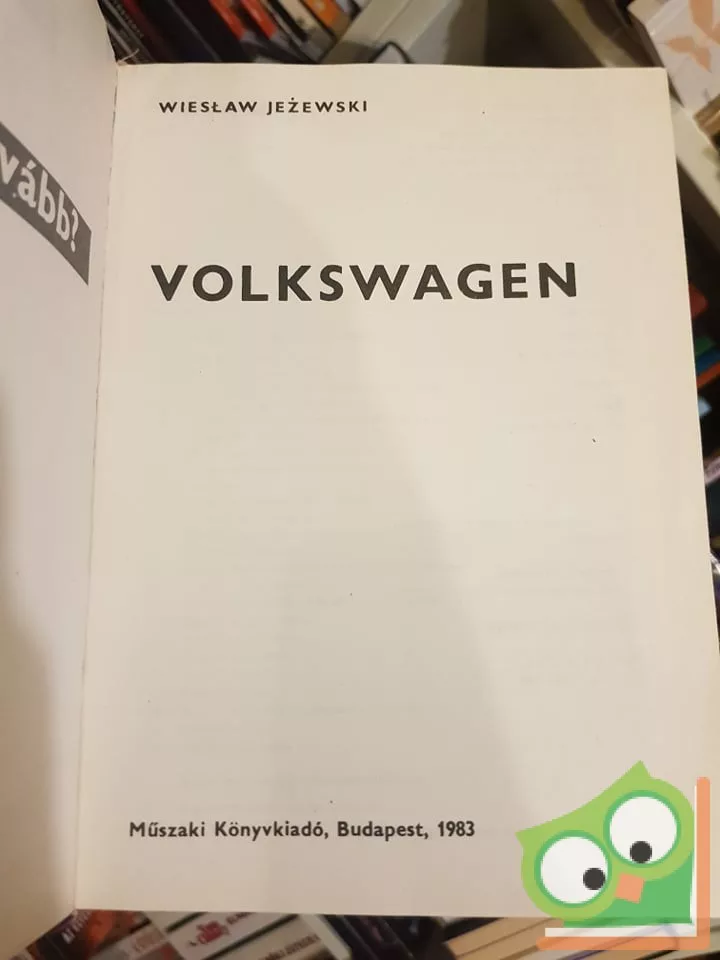 vább?
WIESŁAW JEŻEWSKI
VOLKSWAGEN
Műszaki Könyvkiadó, Budapest, 1983